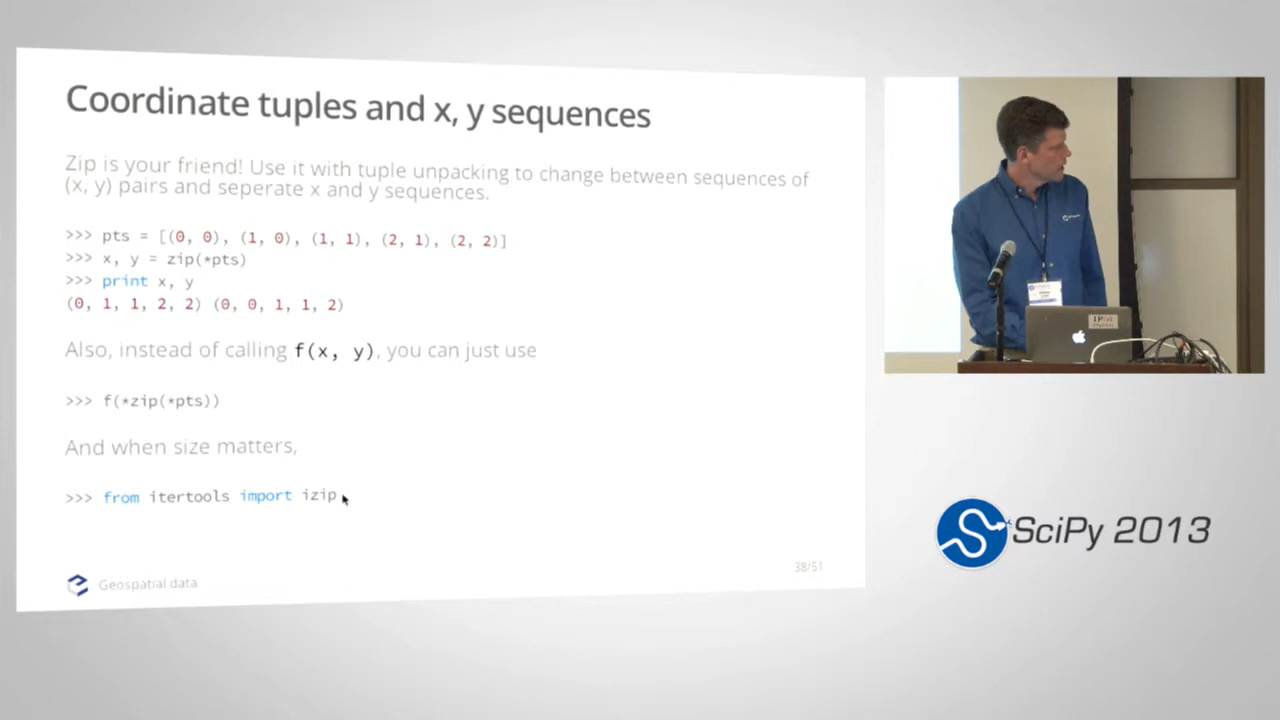 Coordinate tuples and x, y sequences
Zip is your friend! Use it with tuple unpacking to change between sequences of
(x, y) pairs and seperate x and y sequences.
>>> pts = [(0, 0), (1, 0), (1, 1), (2, 1), (2, 2)]
>>> x, y = zip(*pts)
>>> print x, y
(0, 1, 1, 2, 2) (0, 0, 1, 1, 2)
Also, instead of calling f(x, y), you can just use
>>> f(*zip(*pts))
And when size matters,
>>> from itertools import izip
Geospatial data
38/51
SciPy 2013